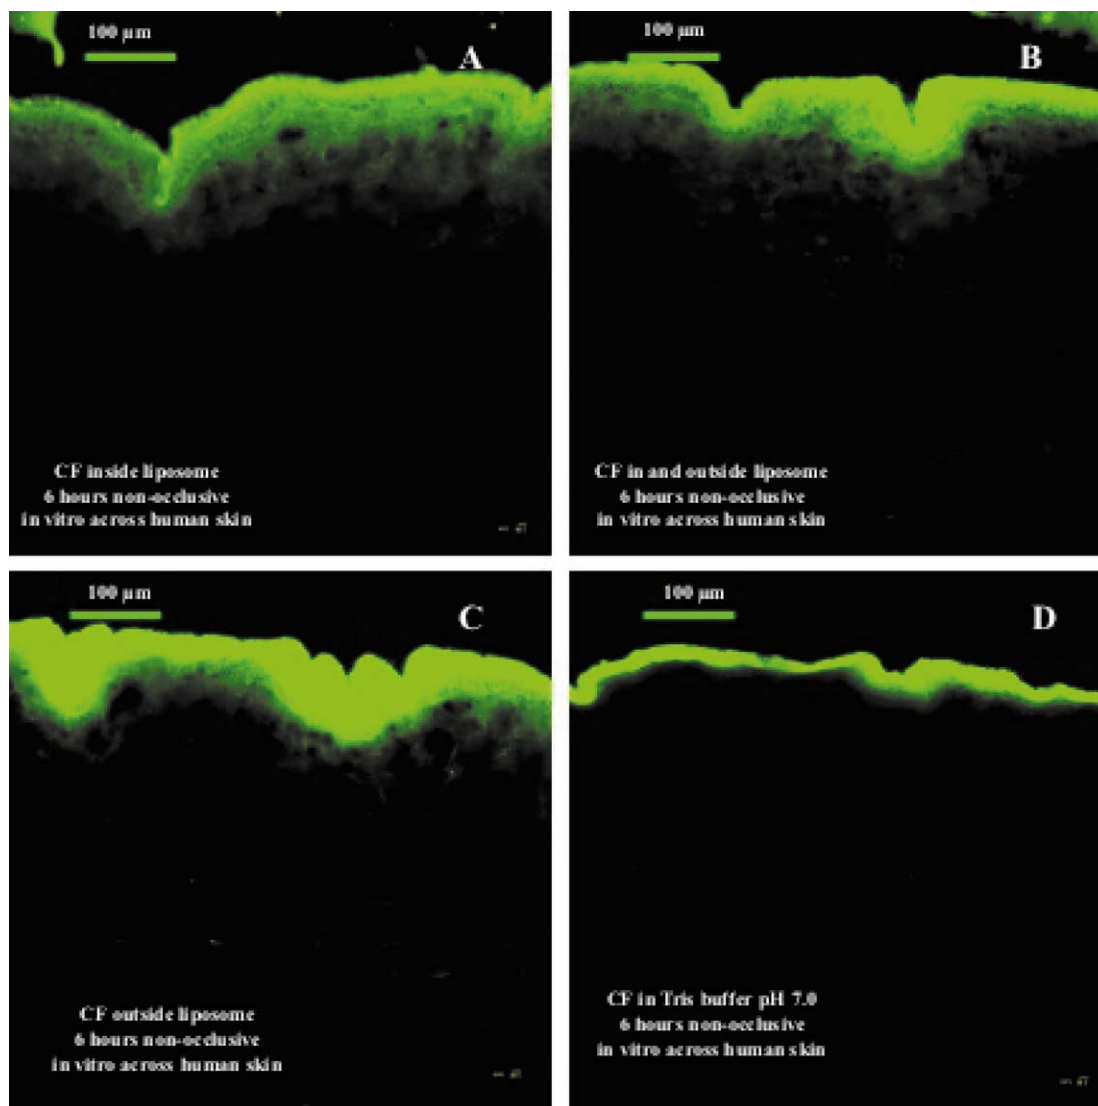 100 µm
A
CF inside liposome
6 hours non-occlusive
in vitro across human skin
100 µm
B
CF in and outside liposome
6 hours non-occlusive
in vitro across human skin
100 µm
C
CF outside liposome
6 hours non-occlusive
in vitro across human skin
100 µm
D
CF in Tris buffer pH 7.0
6 hours non-occlusive
in vitro across human skin